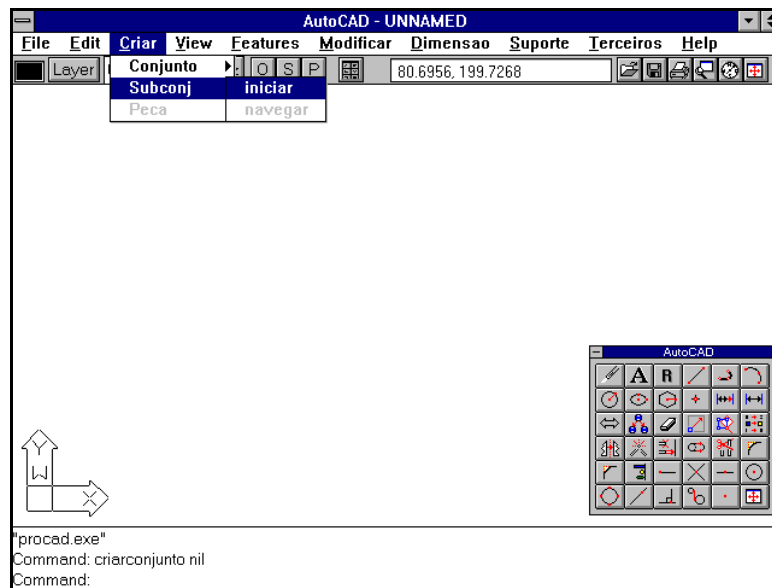 AutoCAD - UNNAMED
File Edit Criar View Features Modificar Dimensao Suporte Terceiros Help
Layer O S P 80.6956, 199.7268
Conjunto
Subconj iniciar
Peca navegar
AutoCAD
A R
Y
W
X
"procad.exe"
Command: criarconjunto nil
Command: